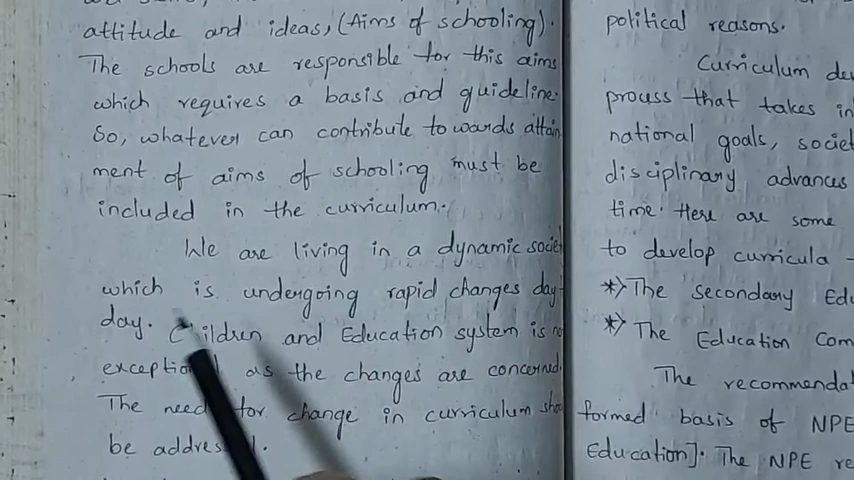 attitude and ideas, (Aims of schooling).
The schools are responsible for this aims
which requires a basis and guideline.
So, whatever can contribute towards attain
ment of aims of schooling must be
included in the curriculum.
We are living in a dynamic
which is undergoing rapid changes day
day. Children and Education system is
as the changes are concerned.
The need for change in curriculum
be
political reasons.
Curriculum
process that takes in
national goals,
disciplinary advances
time. Here are some
to develop curricula -
*) The Secondary
*) The Education
The
formed basis of NPE
Education]. The NPE